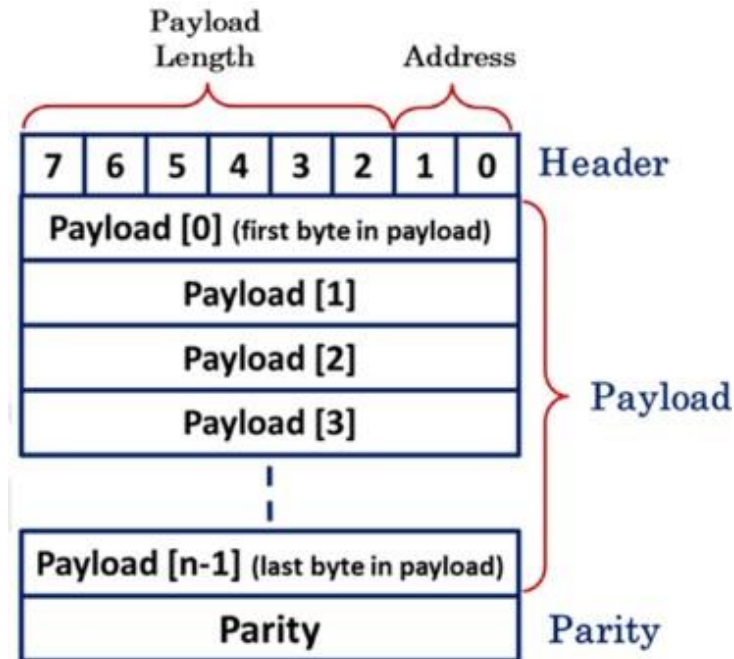 Payload
Length
Address
7 6 5 4 3 2 1 0
Header
Payload [0] (first byte in payload)
Payload [1]
Payload [2]
Payload [3]
Payload
Payload [n-1] (last byte in payload)
Parity
Parity